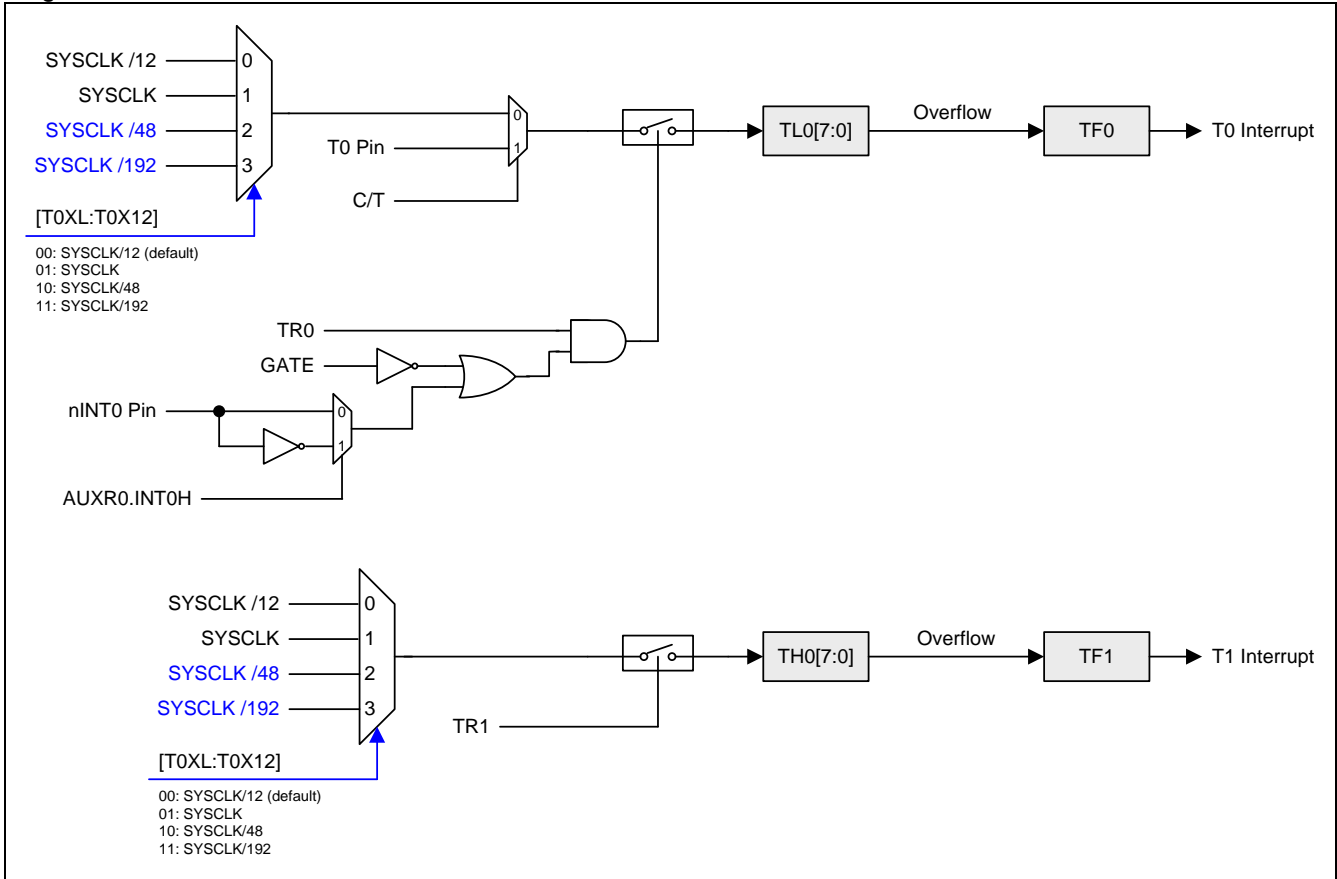 SYSCLK /12
SYSCLK
SYSCLK /48
SYSCLK /192
0
1
2
3
[T0XL:T0X12]
00: SYSCLK/12 (default)
01: SYSCLK
10: SYSCLK/48
11: SYSCLK/192
T0 Pin
C/T
0
1
TL0[7:0]
Overflow
TF0
T0 Interrupt
TR0
GATE
nINT0 Pin
0
1
AUXR0.INT0H
SYSCLK /12
SYSCLK
SYSCLK /48
SYSCLK /192
0
1
2
3
[T0XL:T0X12]
00: SYSCLK/12 (default)
01: SYSCLK
10: SYSCLK/48
11: SYSCLK/192
TR1
TH0[7:0]
Overflow
TF1
T1 Interrupt